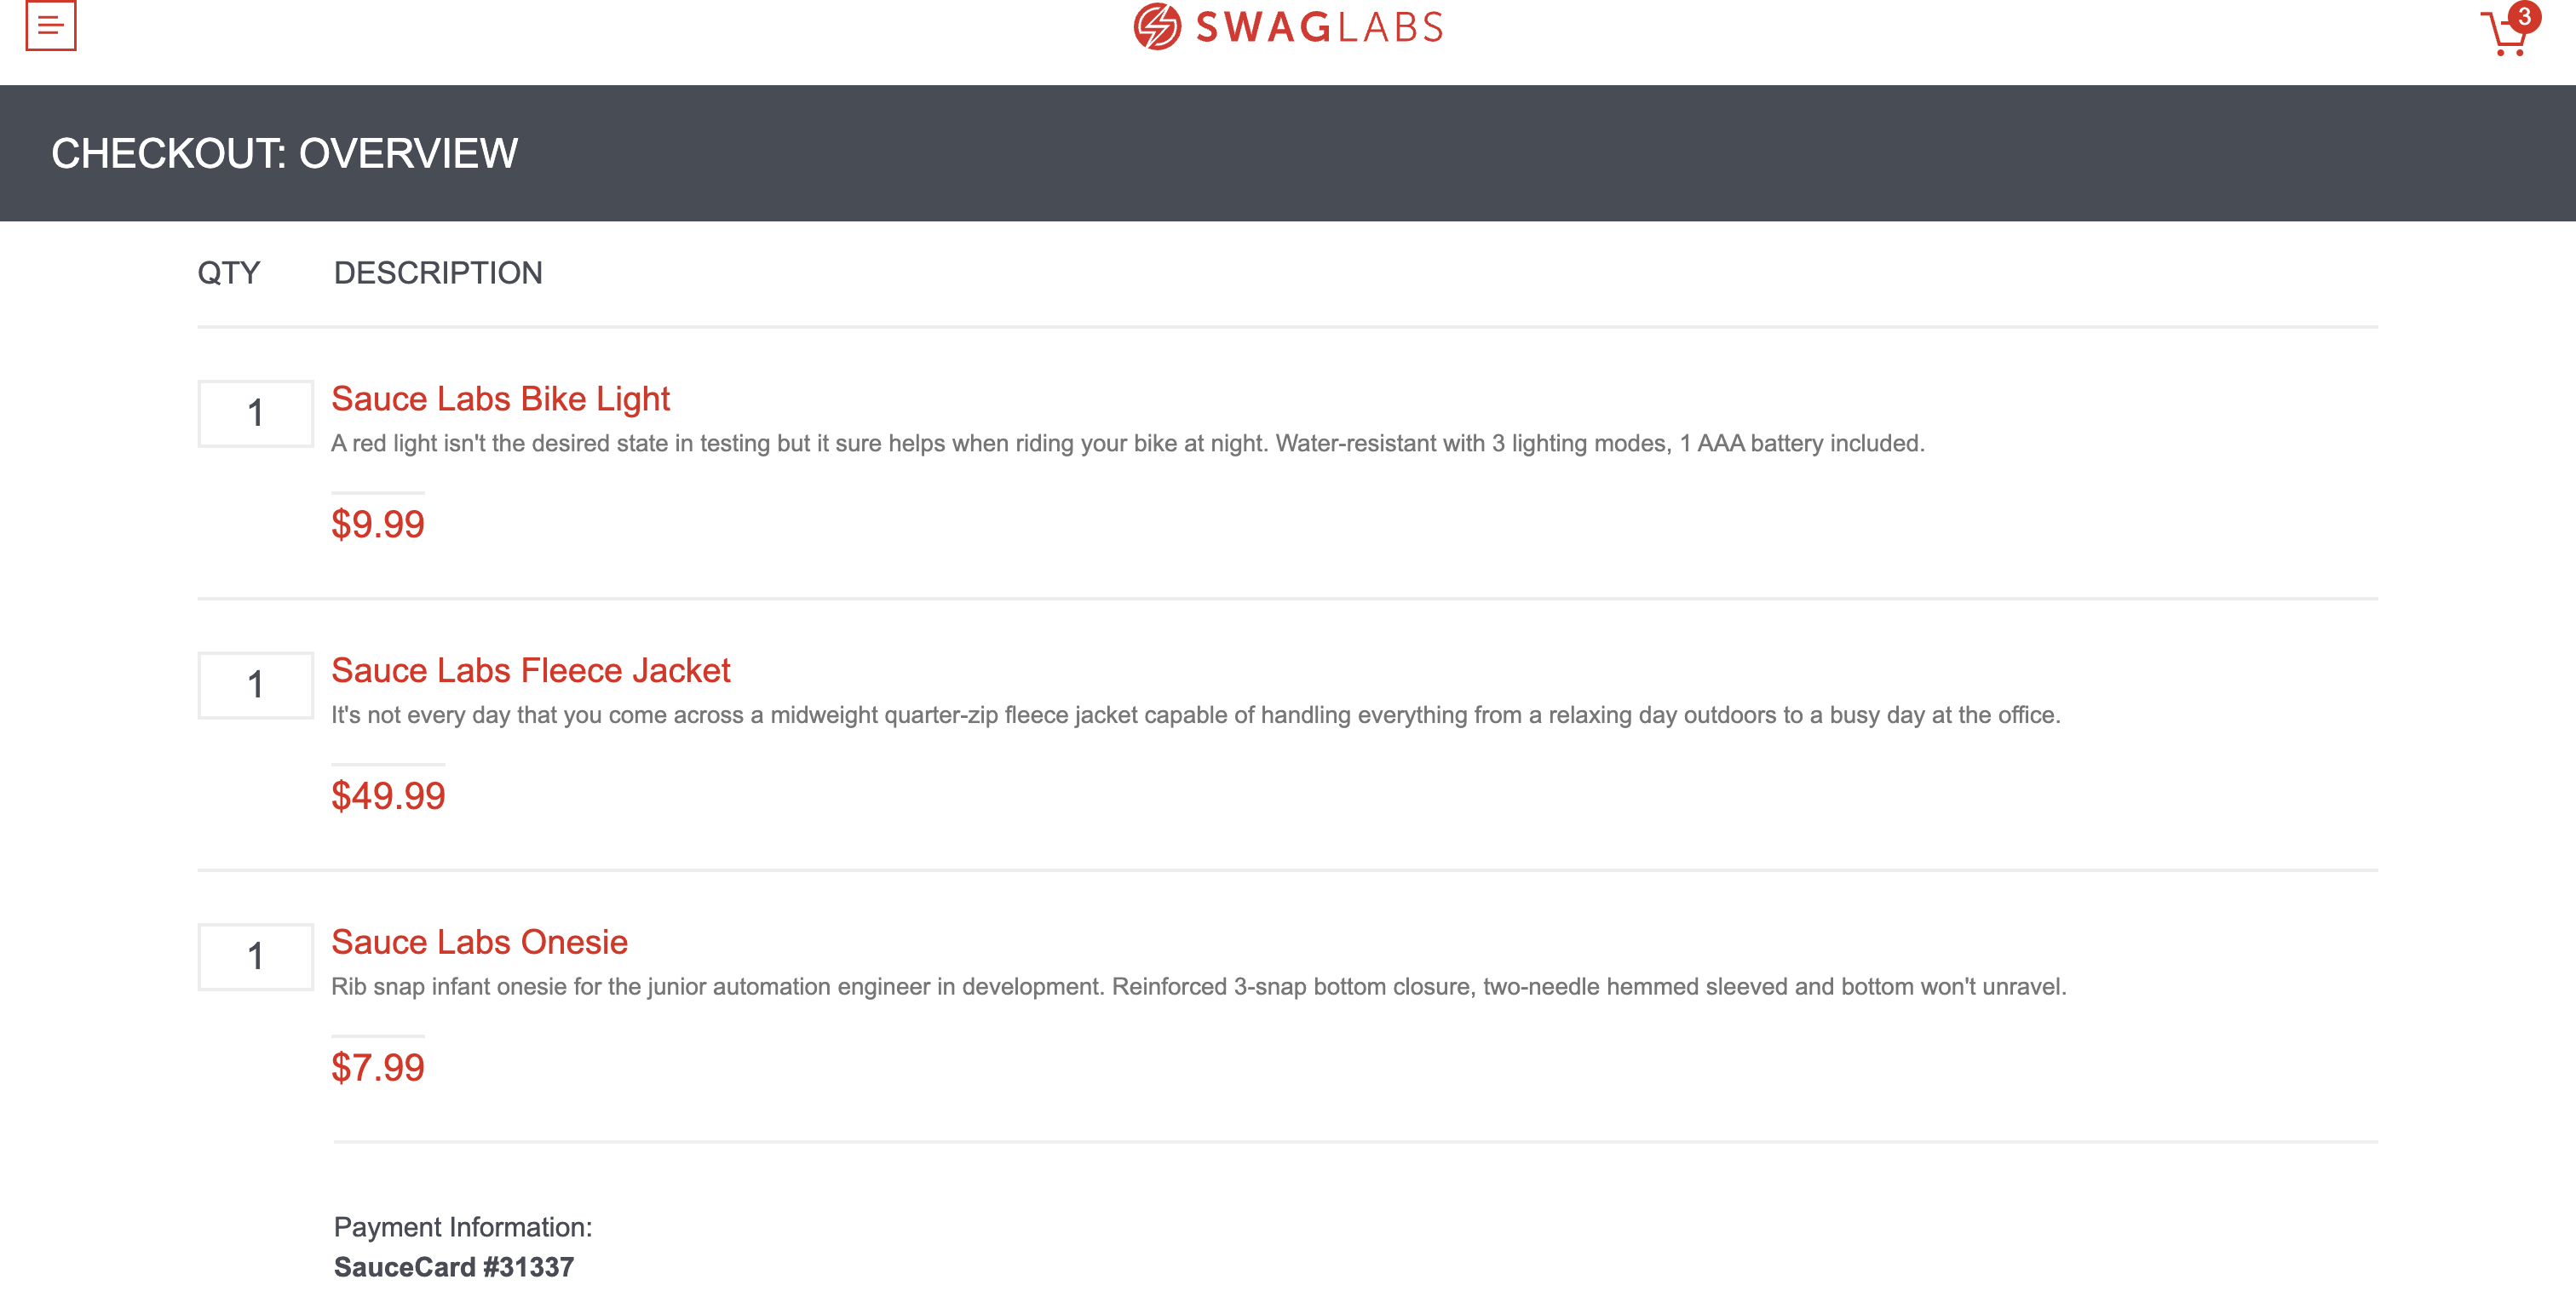 SWAGLABS
3
CHECKOUT: OVERVIEW
QTY DESCRIPTION
1 Sauce Labs Bike Light
A red light isn't the desired state in testing but it sure helps when riding your bike at night. Water-resistant with 3 lighting modes, 1 AAA battery included.
$9.99
1 Sauce Labs Fleece Jacket
It's not every day that you come across a midweight quarter-zip fleece jacket capable of handling everything from a relaxing day outdoors to a busy day at the office.
$49.99
1 Sauce Labs Onesie
Rib snap infant onesie for the junior automation engineer in development. Reinforced 3-snap bottom closure, two-needle hemmed sleeved and bottom won't unravel.
$7.99
Payment Information:
SauceCard #31337